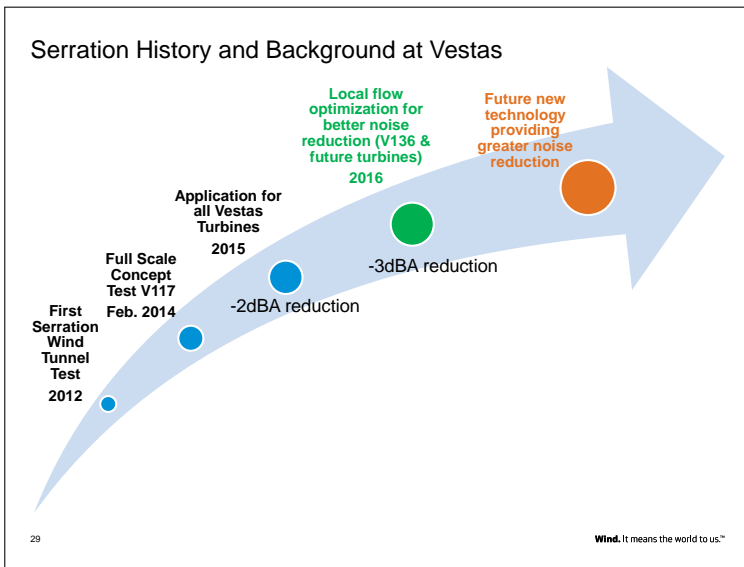 Serration History and Background at Vestas
Local flow
optimization for
better noise
reduction (V136 &
future turbines)
2016
Future new
technology
providing
greater noise
reduction
Application for
all Vestas
Turbines
2015
Full Scale
Concept
Test V117
Feb. 2014
First
Serration
Wind
Tunnel
Test
2012
-2dBA reduction
-3dBA reduction
29
Wind. It means the world to us.™